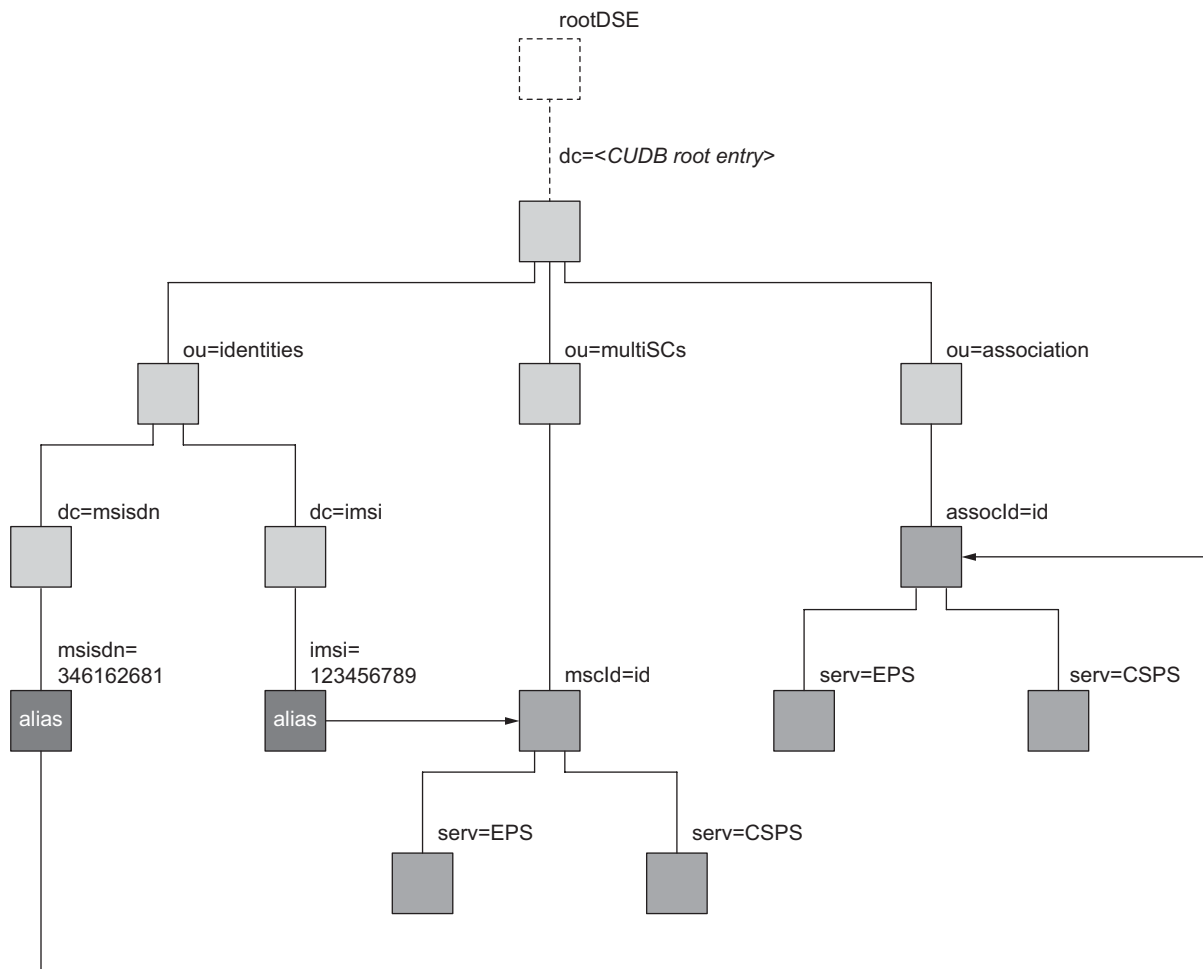 rootDSE
dc=<CUDB root entry>
ou=identities
ou=multiSCs
ou=association
dc=msisdn
dc=imsi
assocId=id
msisdn=
346162681
imsi=
123456789
mscId=id
serv=EPS
serv=CSPS
alias
alias
serv=EPS
serv=CSPS